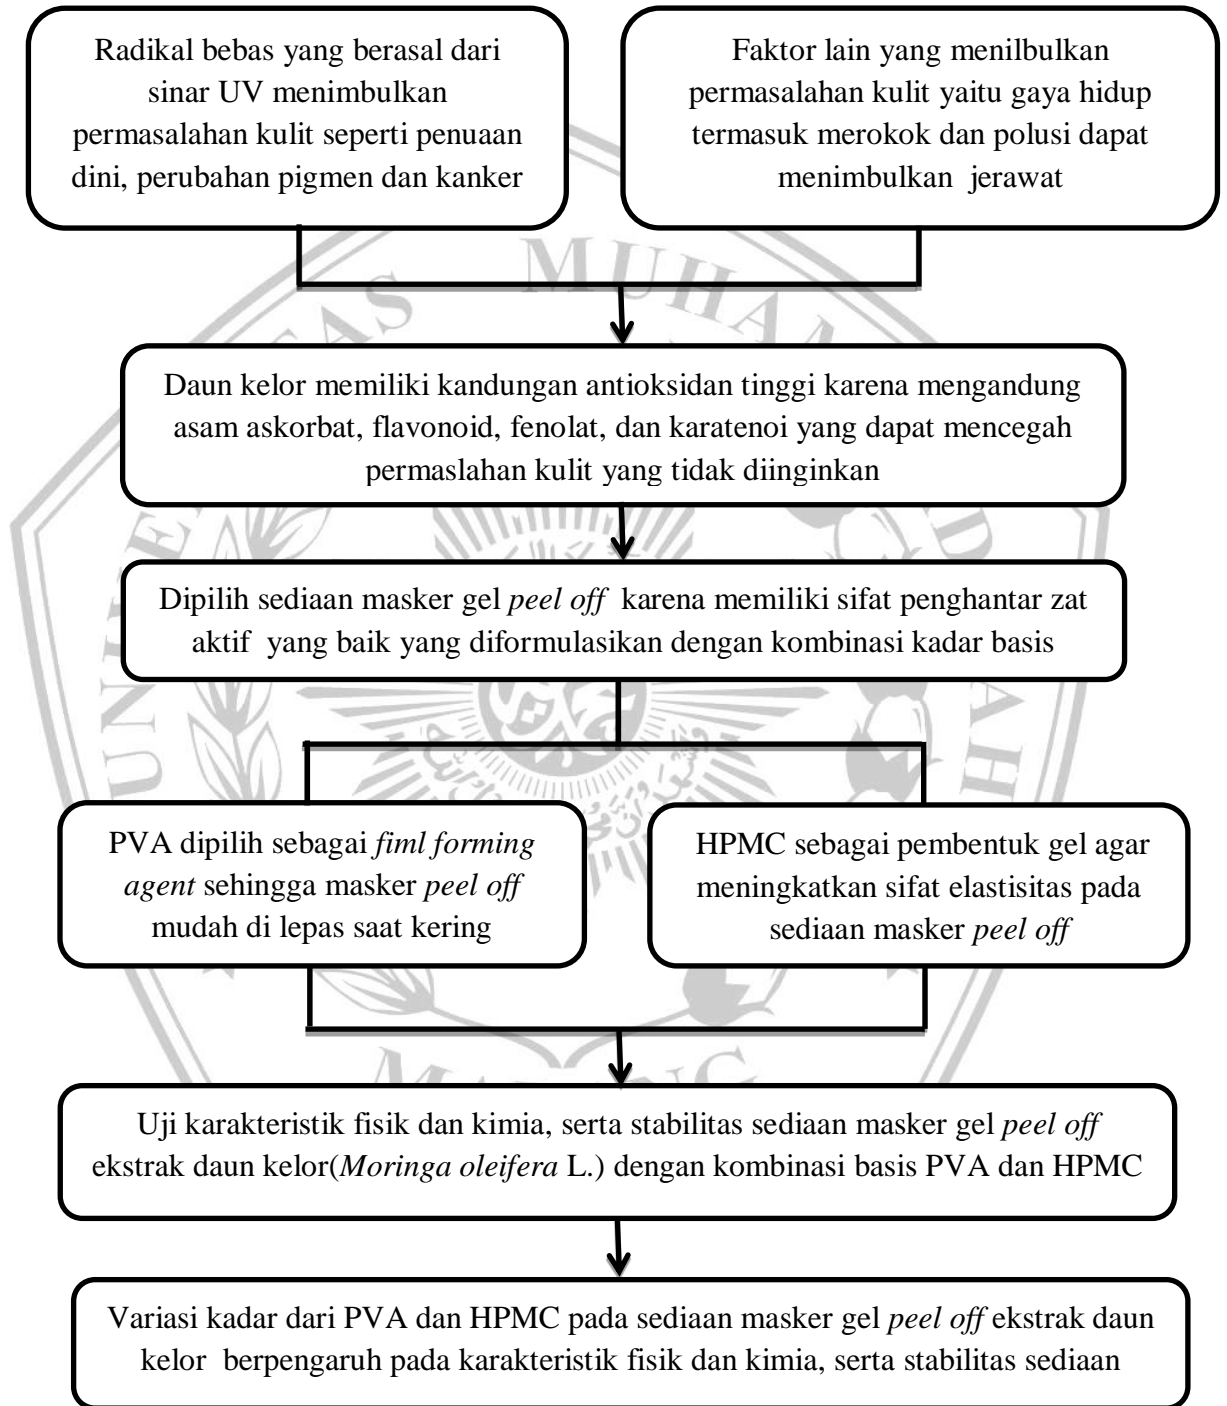 Radikal bebas yang berasal dari
sinar UV menimbulkan
permasalahan kulit seperti penuaan
dini, perubahan pigmen dan kanker
Faktor lain yang menilbulkan
permasalahan kulit yaitu gaya hidup
termasuk merokok dan polusi dapat
menimbulkan jerawat
Daun kelor memiliki kandungan antioksidan tinggi karena mengandung
asam askorbat, flavonoid, fenolat, dan karatenoi yang dapat mencegah
permaslahan kulit yang tidak diinginkan
Dipilih sediaan masker gel peel off karena memiliki sifat penghantar zat
aktif yang baik yang diformulasikan dengan kombinasi kadar basis
PVA dipilih sebagai fiml forming
agent sehingga masker peel off
mudah di lepas saat kering
HPMC sebagai pembentuk gel agar
meningkatkan sifat elastisitas pada
sediaan masker peel off
Uji karakteristik fisik dan kimia, serta stabilitas sediaan masker gel peel off
ekstrak daun kelor(Moringa oleifera L.) dengan kombinasi basis PVA dan HPMC
Variasi kadar dari PVA dan HPMC pada sediaan masker gel peel off ekstrak daun
kelor berpengaruh pada karakteristik fisik dan kimia, serta stabilitas sediaan